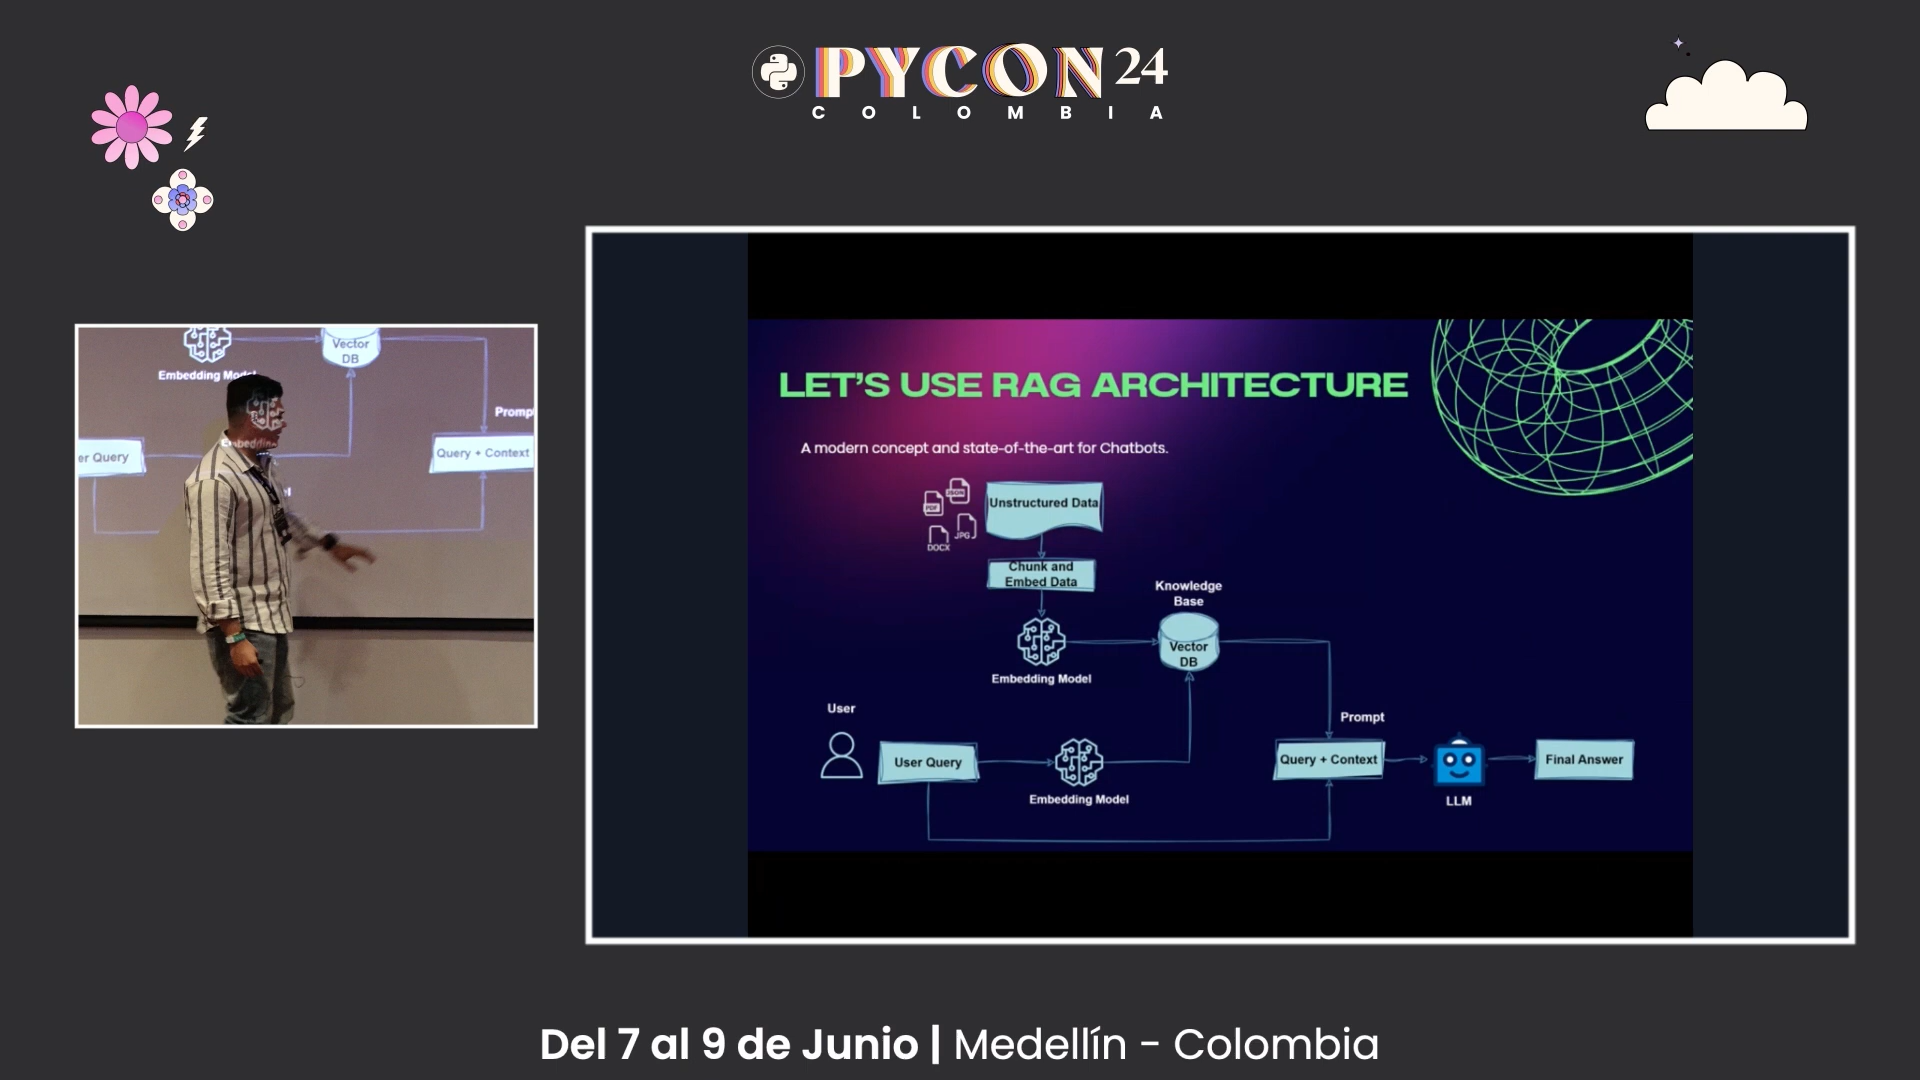 PYCON 24
COLOMBIA
Vector
DB
Embedding Model
Prompt
er Query
Embedding
Query + Context
el
LET'S USE RAG ARCHITECTURE
A modern concept and state-of-the-art for Chatbots.
JSON
PDF
JPG
DOCX
Unstructured Data
Chunk and
Embed Data
Knowledge
Base
Vector
DB
Embedding Model
User
User Query
Embedding Model
Prompt
Query + Context
LLM
Final Answer
Del 7 al 9 de Junio | Medellín - Colombia